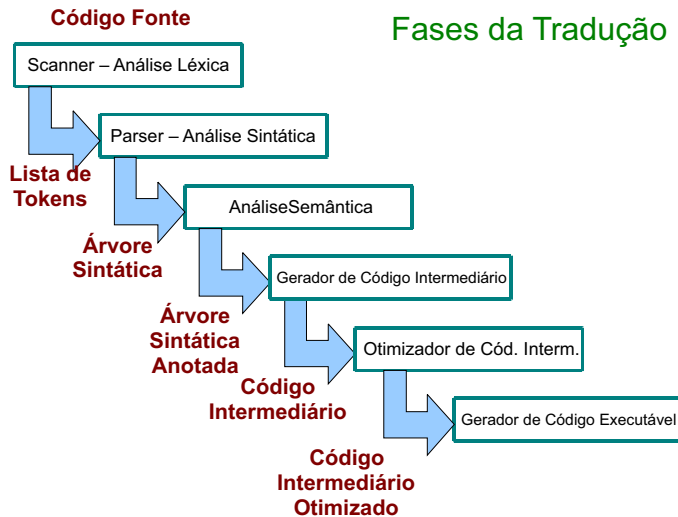 Código Fonte
Fases da Tradução
Scanner – Análise Léxica
Parser – Análise Sintática
Lista de
Tokens
AnáliseSemântica
Árvore
Sintática
Gerador de Código Intermediário
Árvore
Sintática
Anotada
Otimizador de Cód. Interm.
Código
Intermediário
Gerador de Código Executável
Código
Intermediário
Otimizado